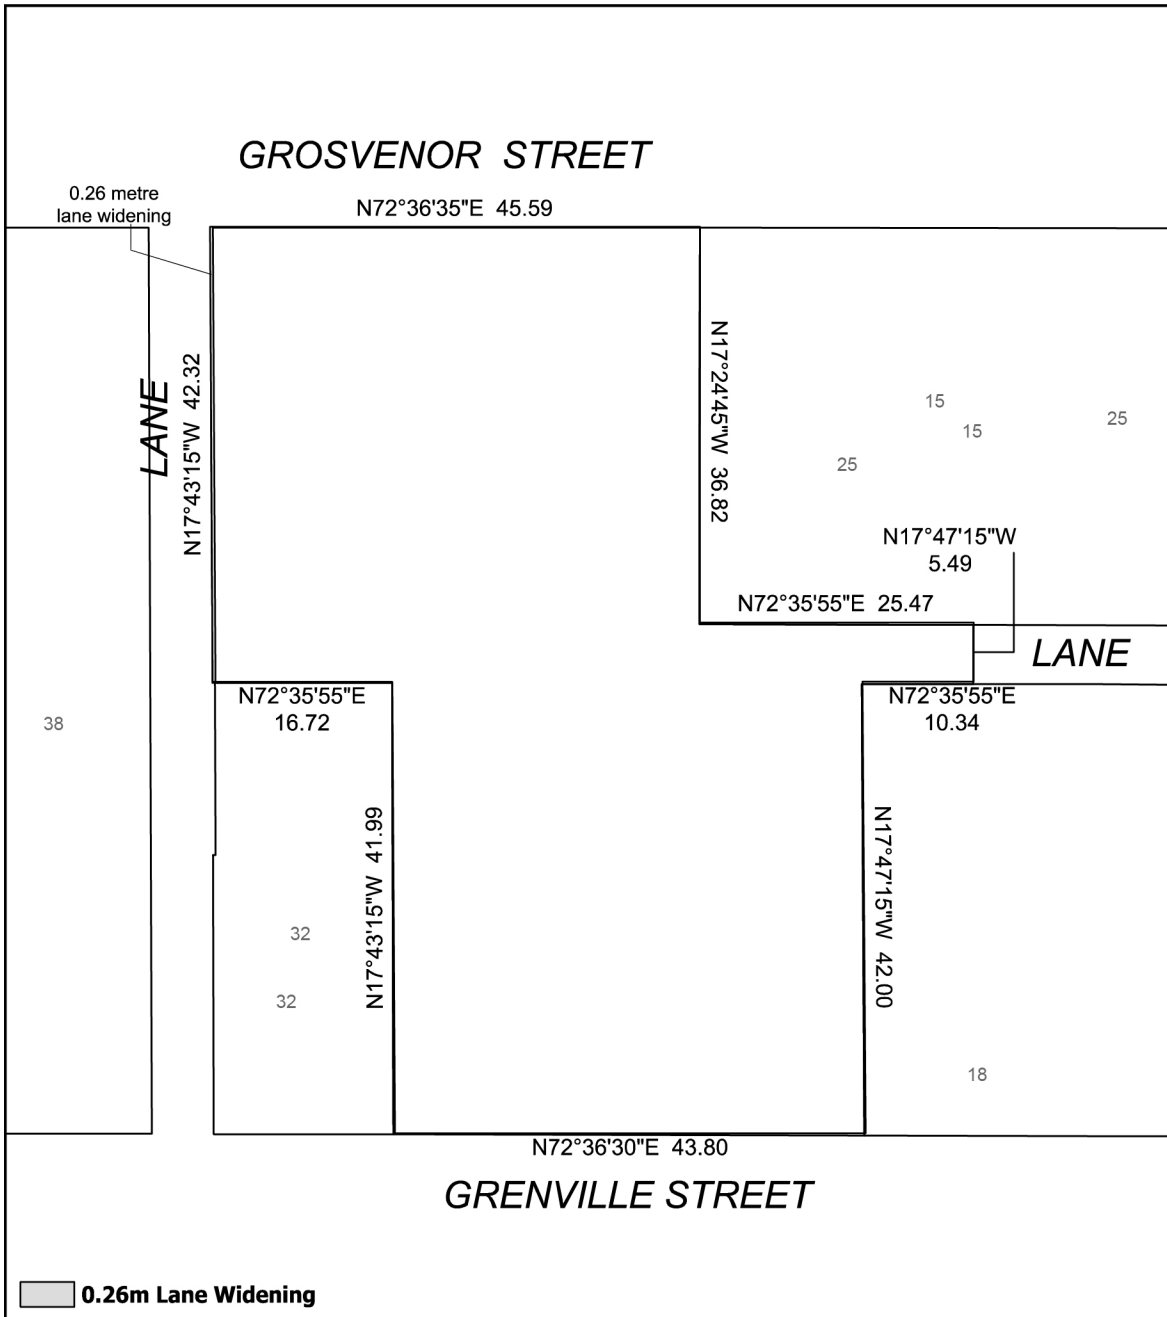 GROSVENOR STREET
0.26 metre
lane widening
N72°36'35"E 45.59
LANE
N17°43'15"W 42.32
N17°24'45"W 36.82
15
15
25
25
N17°47'15"W
5.49
N72°35'55"E 25.47
LANE
N72°35'55"E
16.72
N72°35'55"E
10.34
38
N17°43'15"W 41.99
N17°47'15"W 42.00
32
32
18
N72°36'30"E 43.80
GRENVILLE STREET
0.26m Lane Widening